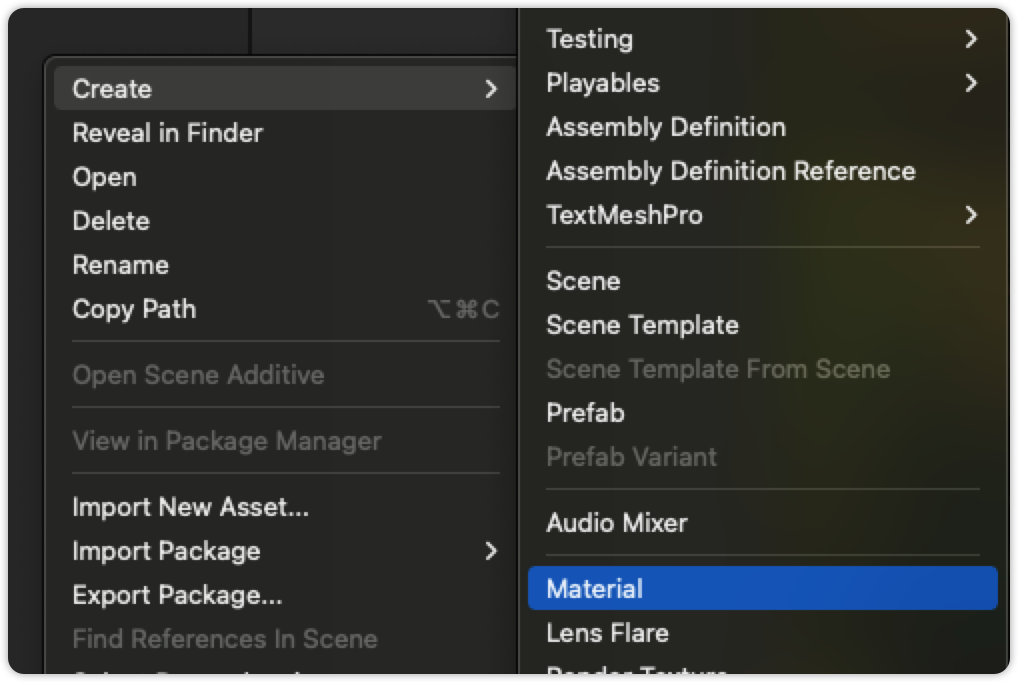 Create
Reveal in Finder
Open
Delete
Rename
Copy Path ⌥⌘C
Open Scene Additive
View in Package Manager
Import New Asset...
Import Package
Export Package...
Find References In Scene
Testing
Playables
Assembly Definition
Assembly Definition Reference
TextMeshPro
Scene
Scene Template
Scene Template From Scene
Prefab
Prefab Variant
Audio Mixer
Material
Lens Flare
Render Texture